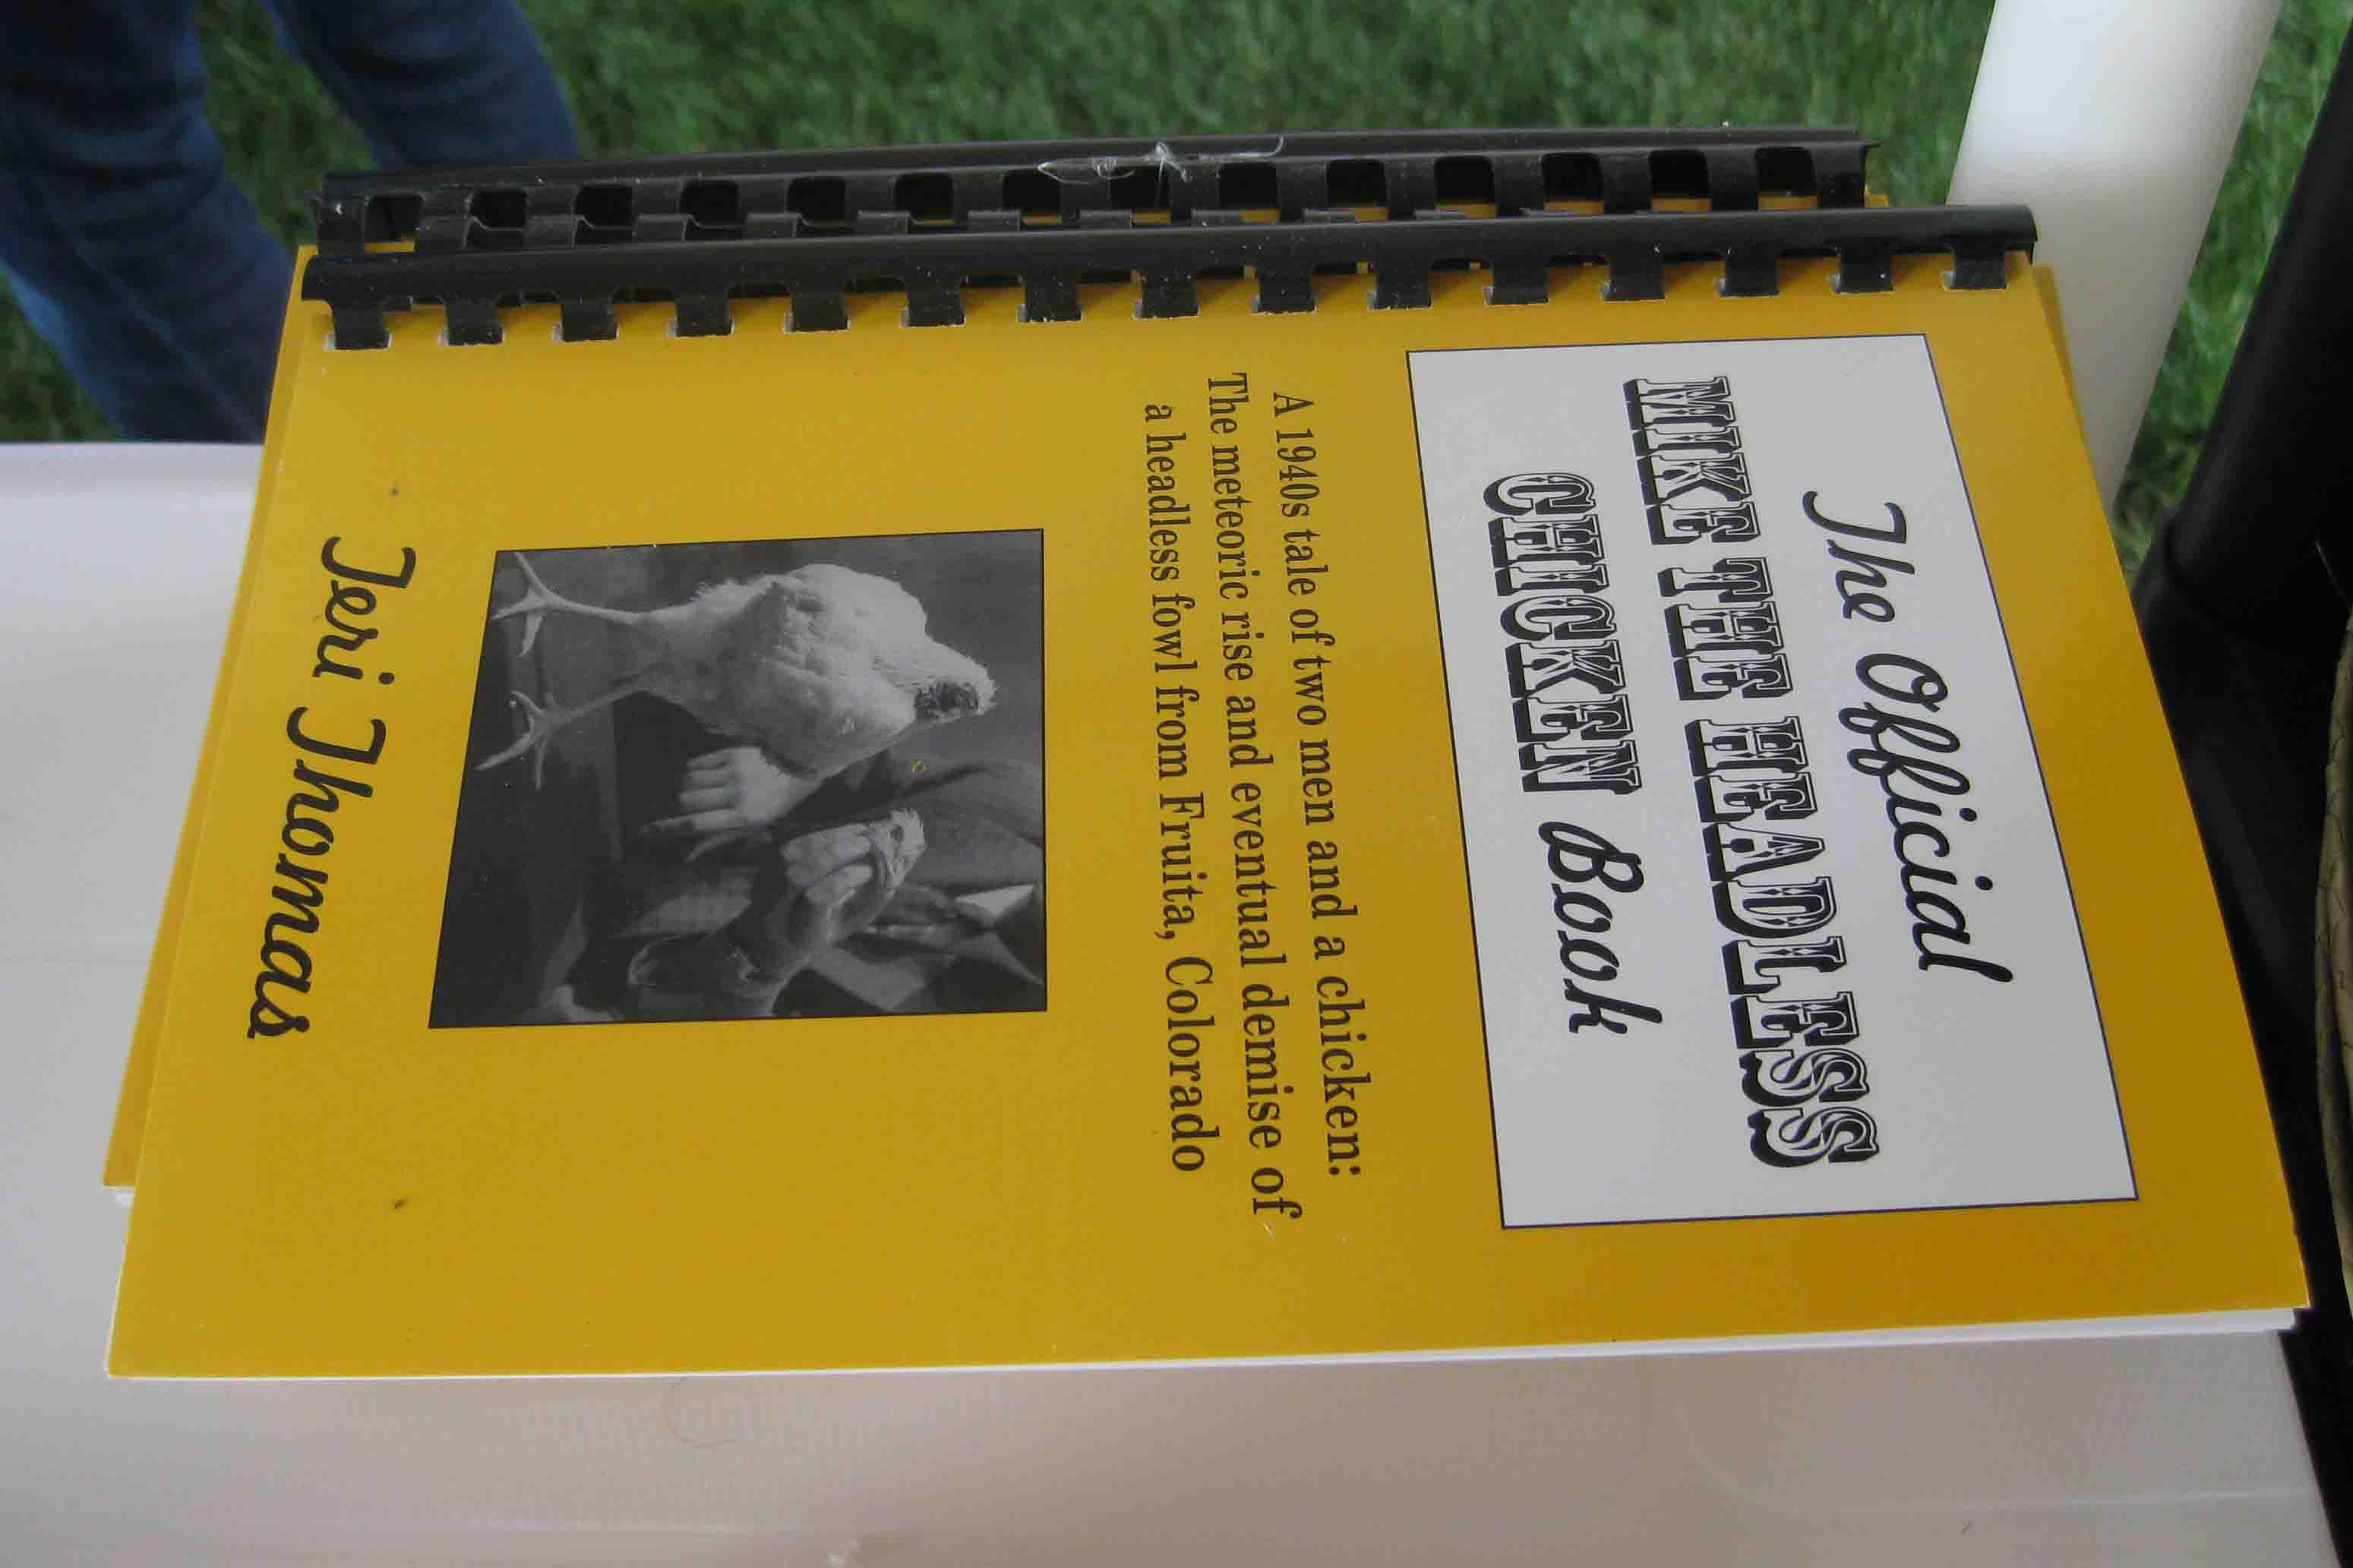 The Official
MIKE THE HEADLESS
CHICKEN Book
A 1940s tale of two men and a chicken:
The meteoric rise and eventual demise of
a headless fowl from Fruita, Colorado
Teri Thomas